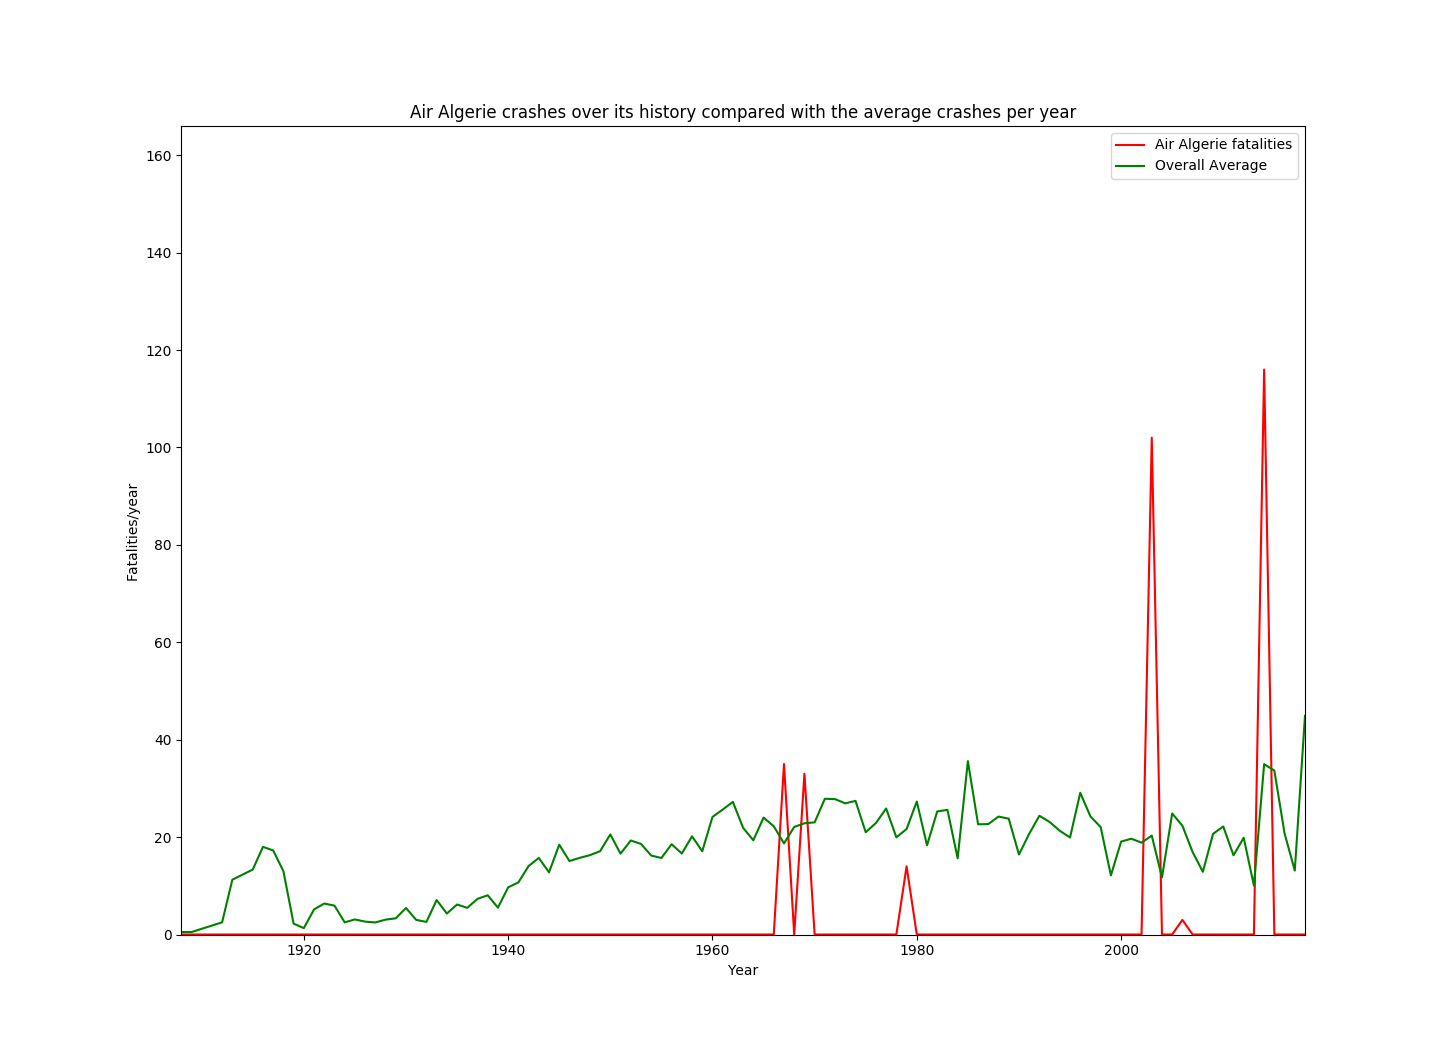 Air Algerie crashes over its history compared with the average crashes per year
Air Algerie fatalities
Overall Average
160
140
120
100
80
60
40
20
0
Fatalities/year
1920
1940
1960
1980
2000
Year